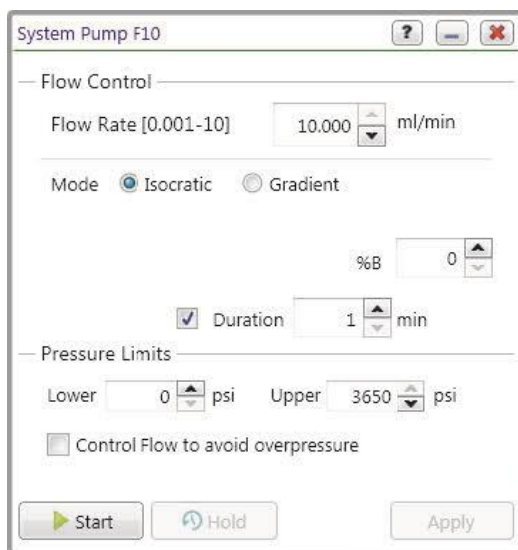 System Pump F10 ?
Flow Control
Flow Rate [0.001-10] 10.000 ml/min
Mode Isocratic Gradient
%B 0
Duration 1 min
Pressure Limits
Lower 0 psi Upper 3650 psi
Control Flow to avoid overpressure
Start Hold Apply